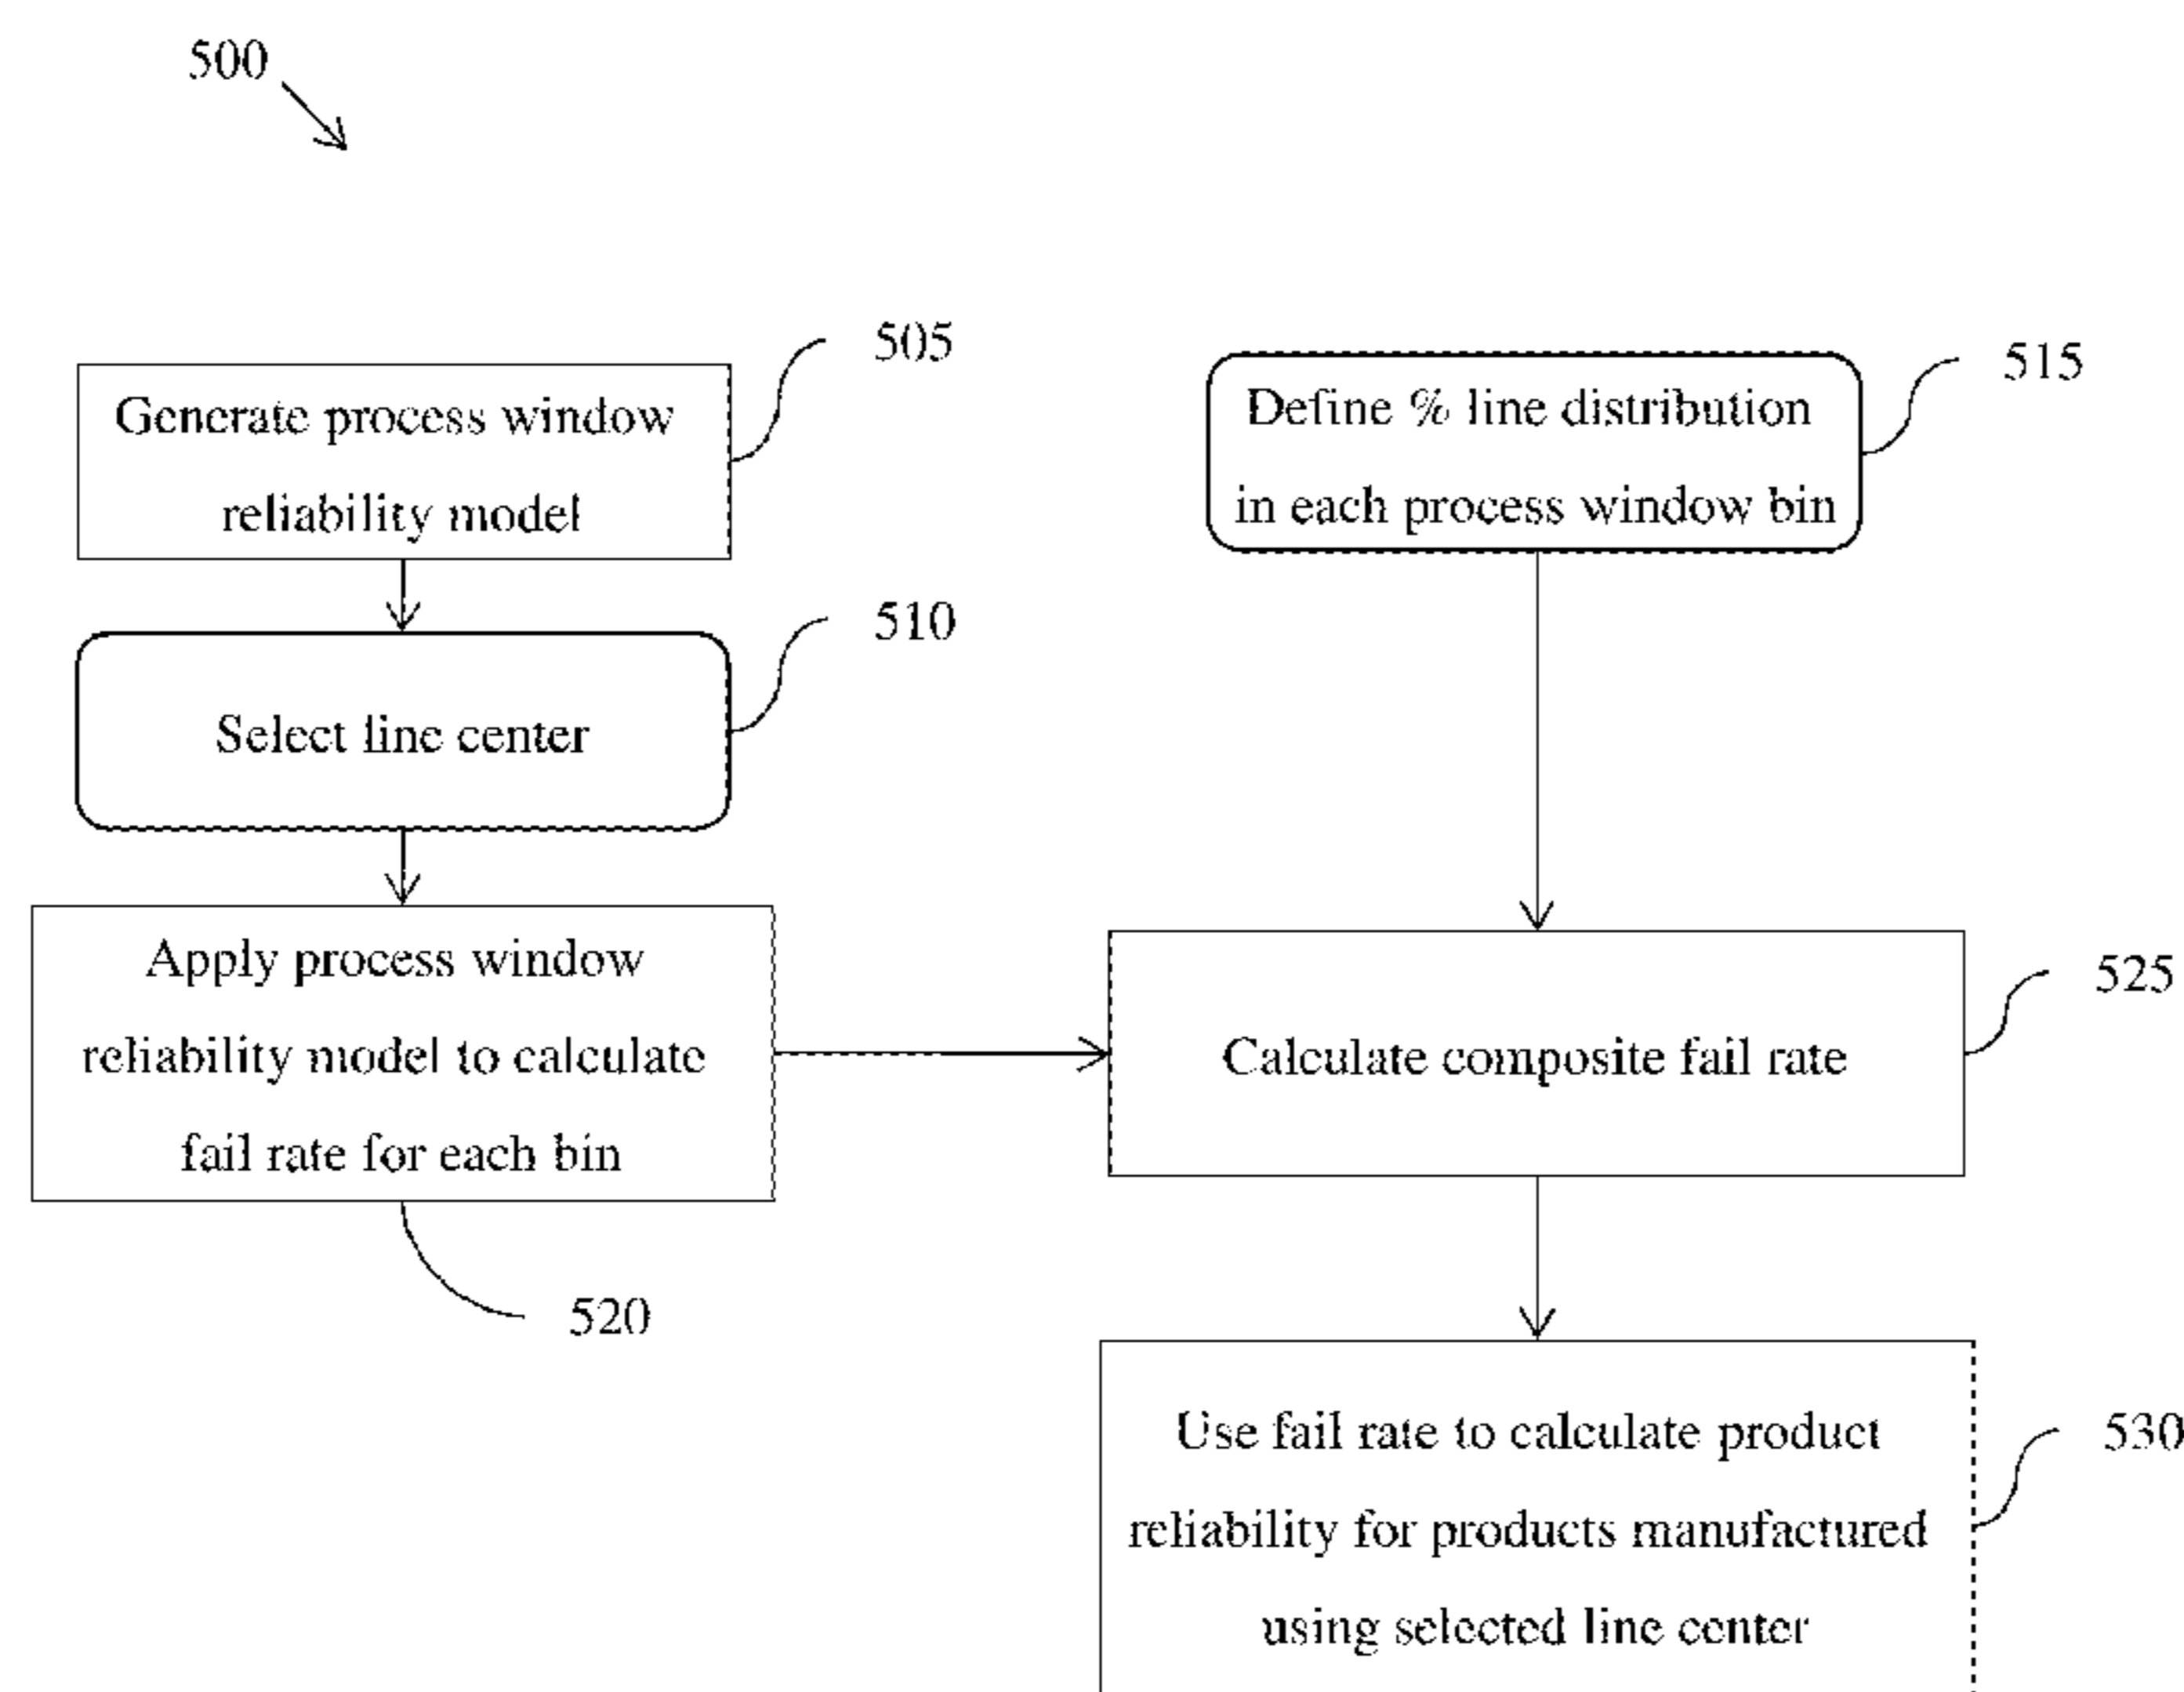 500
505
Generate process window
reliability model
515
Define % line distribution
in each process window bin
510
Select line center
Apply process window
reliability model to calculate
fail rate for each bin
520
525
Calculate composite fail rate
530
Use fail rate to calculate product
reliability for products manufactured
using selected line center